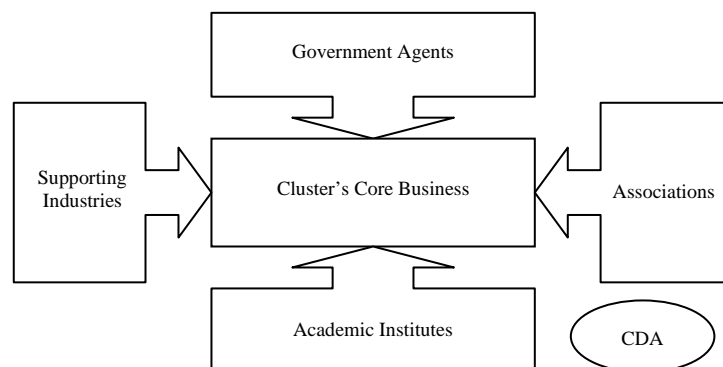 Government Agents
Supporting
Industries
Cluster’s Core Business
Associations
Academic Institutes
CDA